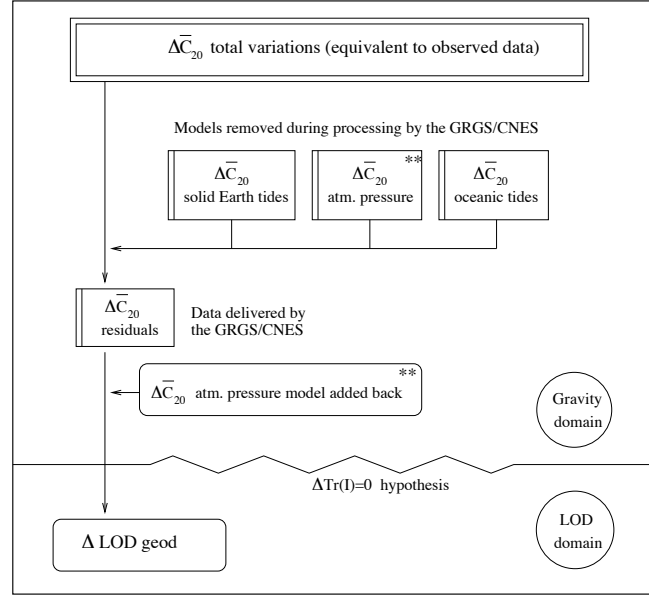 ΔC̅₂₀ total variations (equivalent to observed data)
Models removed during processing by the GRGS/CNES
ΔC̅₂₀
solid Earth tides
**
ΔC̅₂₀
atm. pressure
ΔC̅₂₀
oceanic tides
ΔC̅₂₀
residuals
Data delivered by
the GRGS/CNES
**
ΔC̅₂₀ atm. pressure model added back
Gravity
domain
ΔTr(I)=0 hypothesis
Δ LOD geod
LOD
domain